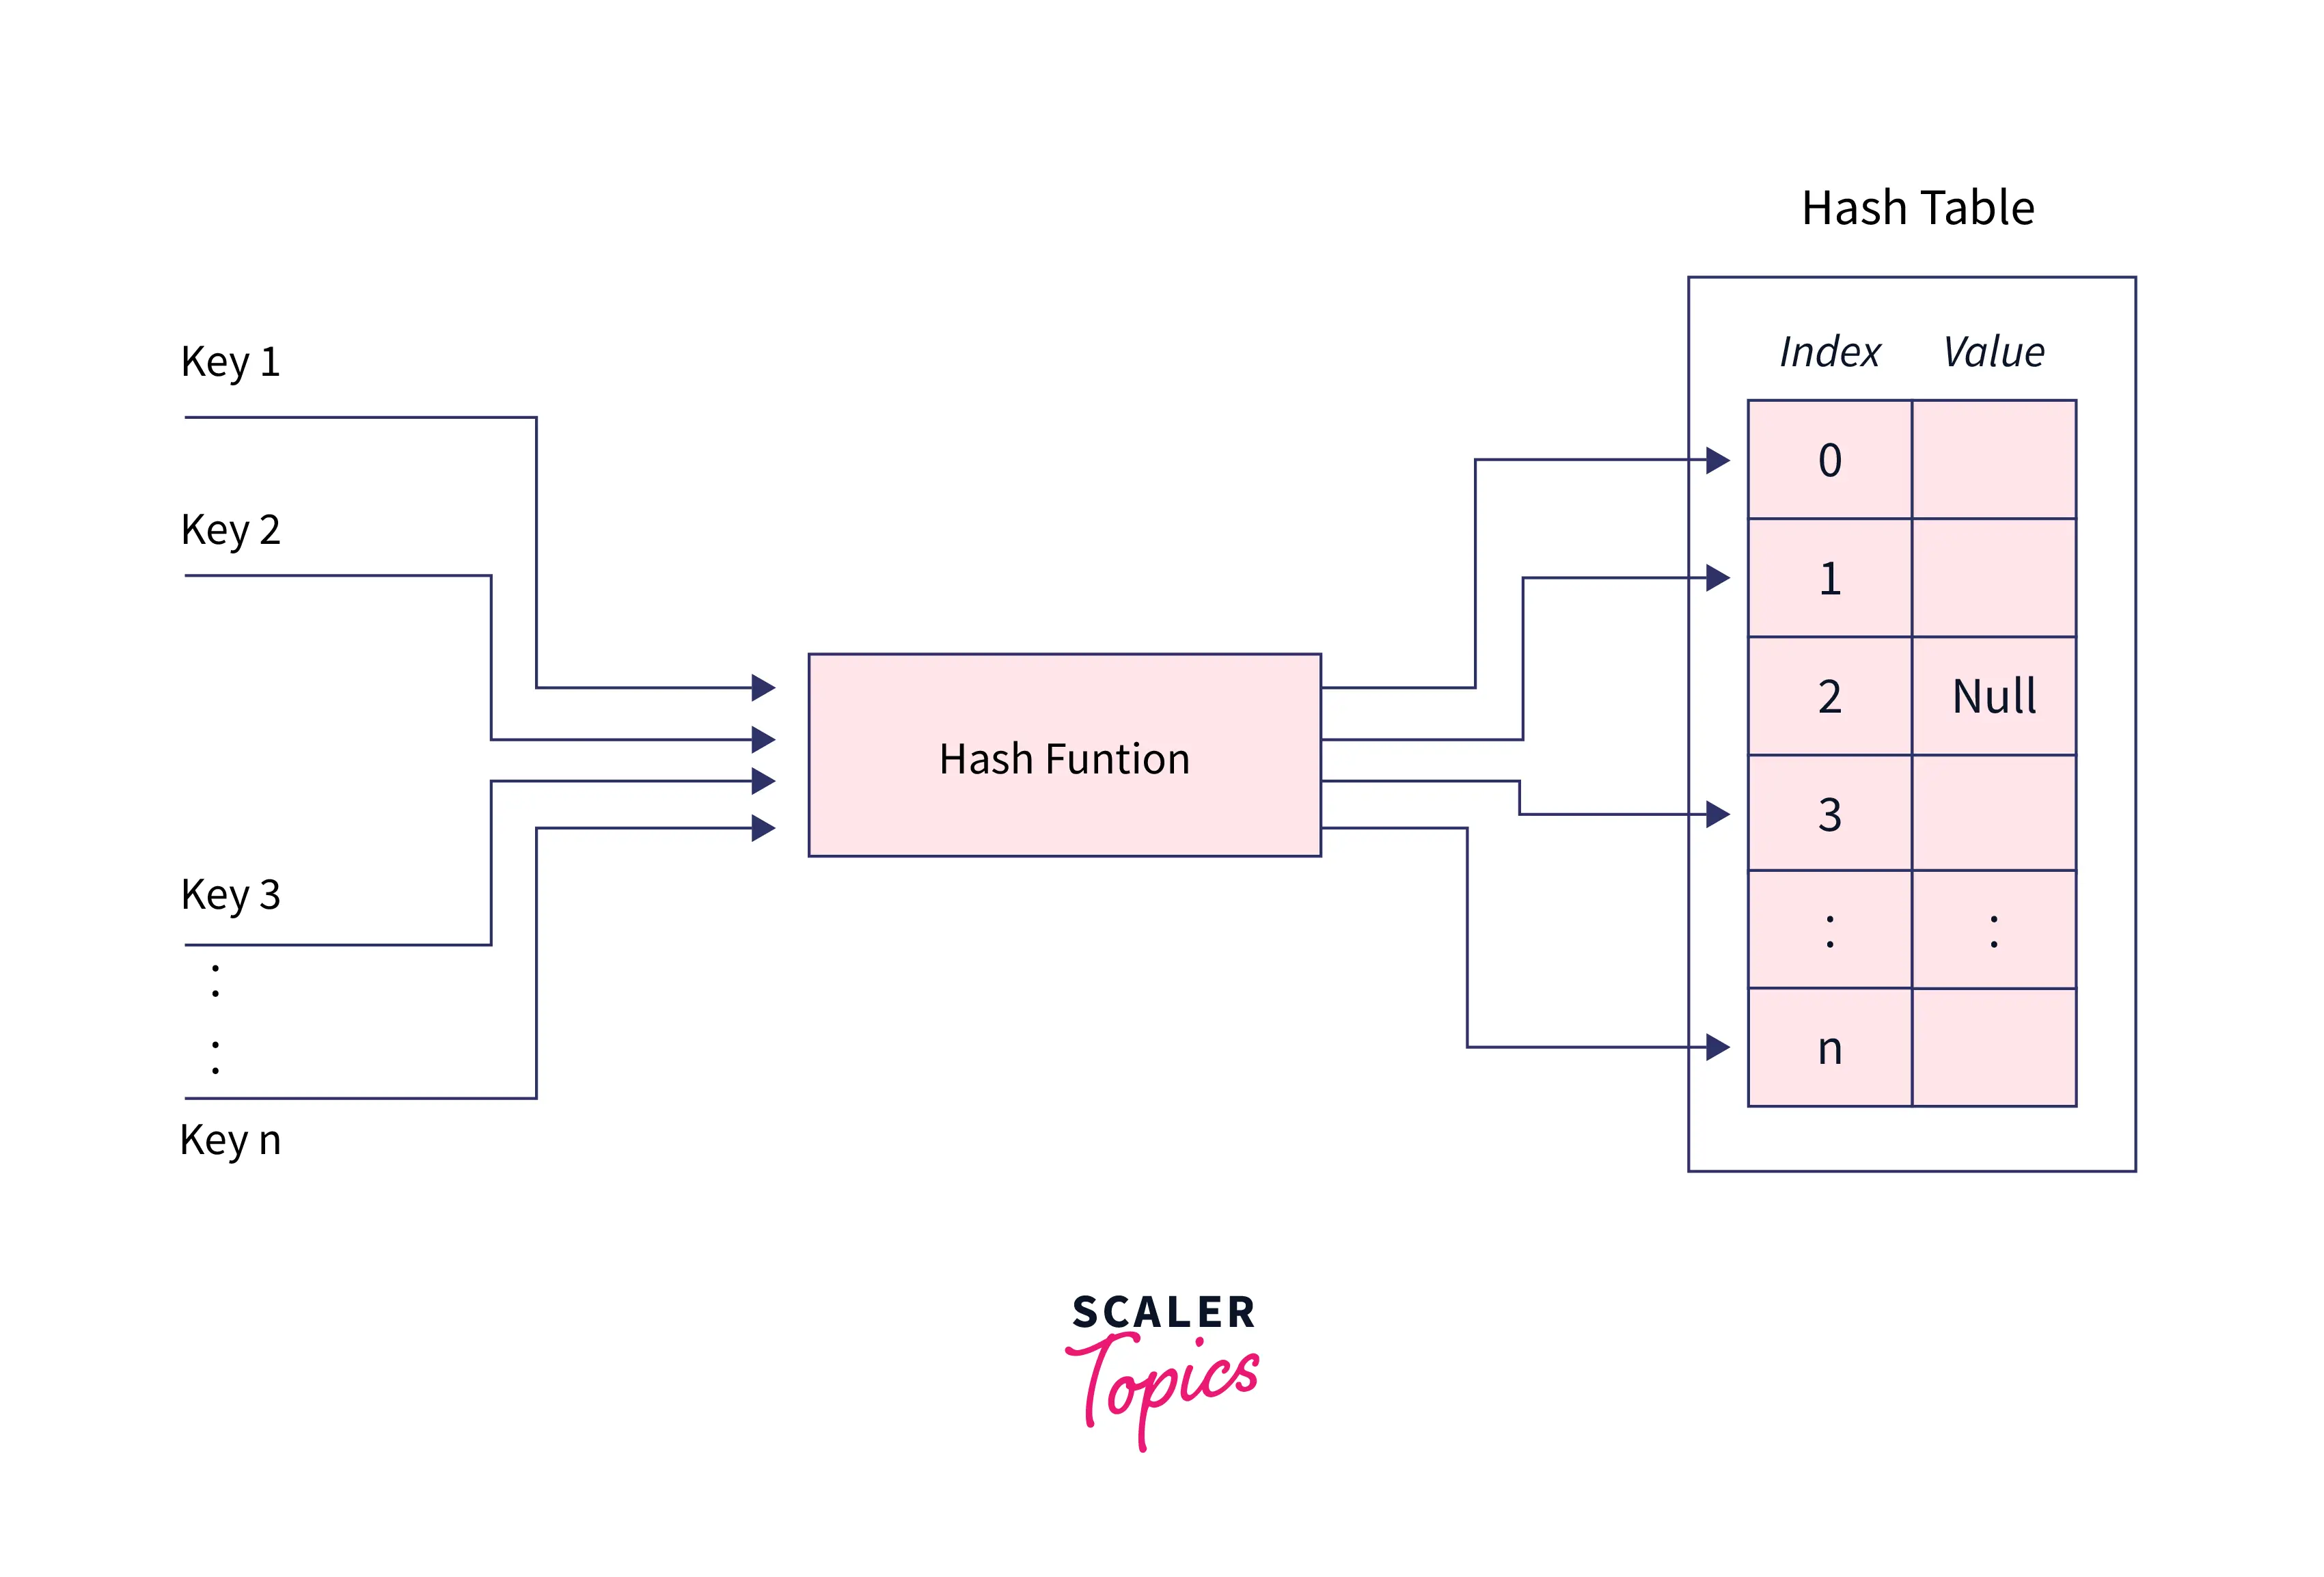 Hash Table
Index Value
Key 1
0
Key 2
1
2 Null
Hash Funtion
3
Key 3
: :
:
:
n
Key n
SCALER
Topics